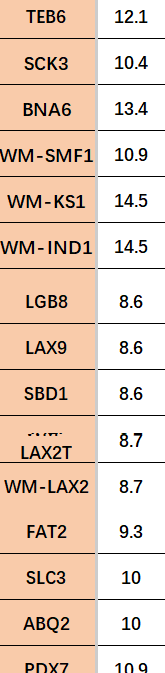 TEB6 12.1
SCK3 10.4
BNA6 13.4
WM-SMF1 10.9
WM-KS1 14.5
WM-IND1 14.5
LGB8 8.6
LAX9 8.6
SBD1 8.6
LAX2T 8.7
WM-LAX2 8.7
FAT2 9.3
SLC3 10
ABQ2 10
PDX7 10.9